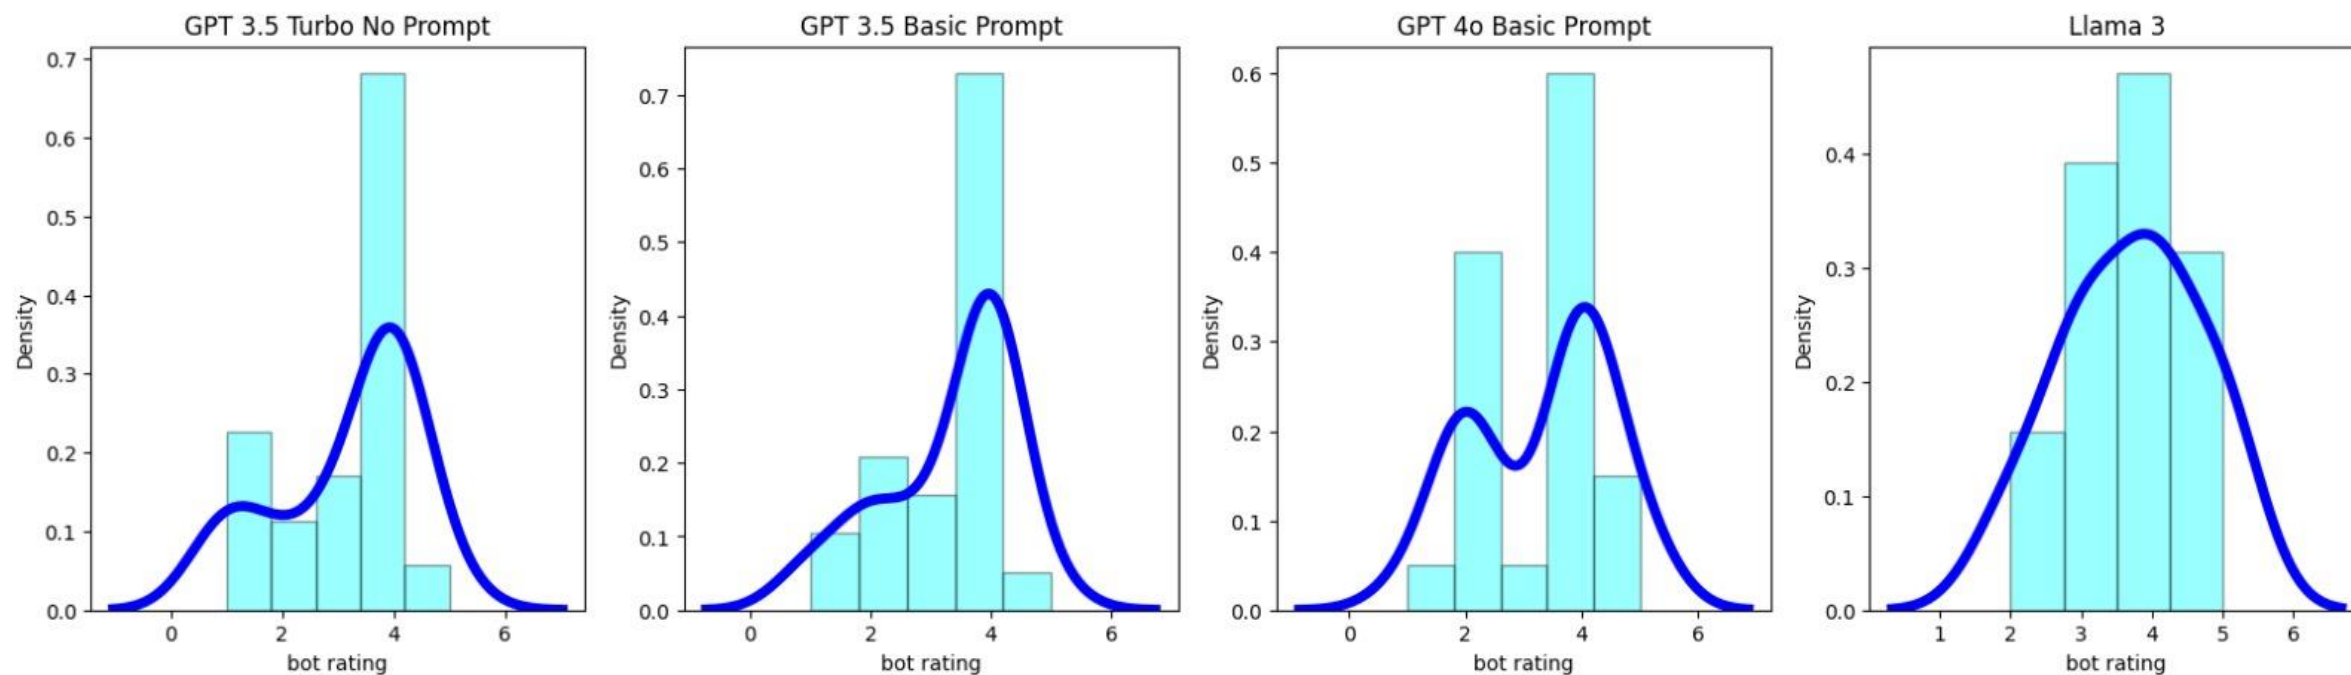 GPT 3.5 Turbo No Prompt
0.7
0.6
0.5
0.4
0.3
0.2
0.1
0.0
Density
0 2 4 6
bot rating
GPT 3.5 Basic Prompt
0.7
0.6
0.5
0.4
0.3
0.2
0.1
0.0
Density
0 2 4 6
bot rating
GPT 4o Basic Prompt
0.6
0.5
0.4
0.3
0.2
0.1
0.0
Density
0 2 4 6
bot rating
Llama 3
0.4
0.3
0.2
0.1
0.0
Density
1 2 3 4 5 6
bot rating